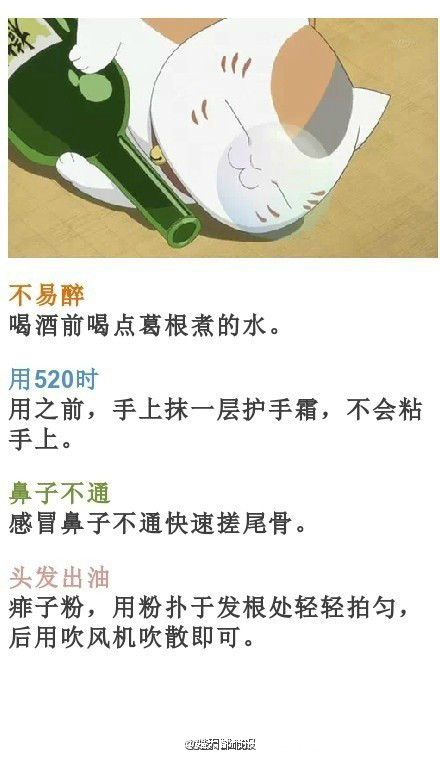 不易醉
喝酒前喝点葛根煮的水。
用520时
用之前，手上抹一层护手霜，不会粘
手上。
鼻子不通
感冒鼻子不通快速搓尾骨。
头发出油
痱子粉，用粉扑于发根处轻轻拍匀，
后用吹风机吹散即可。